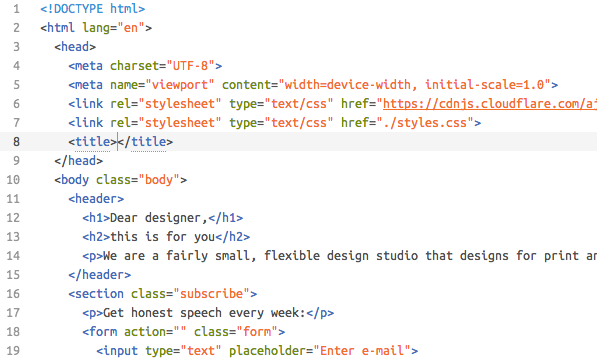 1 <!DOCTYPE html>
2 <html lang="en">
3 <head>
4 <meta charset="UTF-8">
5 <meta name="viewport" content="width=device-width, initial-scale=1.0">
6 <link rel="stylesheet" type="text/css" href="https://cdnjs.cloudflare.com/aj
7 <link rel="stylesheet" type="text/css" href="./styles.css">
8 <title></title>
9 </head>
10 <body class="body">
11 <header>
12 <h1>Dear designer,</h1>
13 <h2>this is for you</h2>
14 <p>We are a fairly small, flexible design studio that designs for print an
15 </header>
16 <section class="subscribe">
17 <p>Get honest speech every week:</p>
18 <form action="" class="form">
19 <input type="text" placeholder="Enter e-mail">